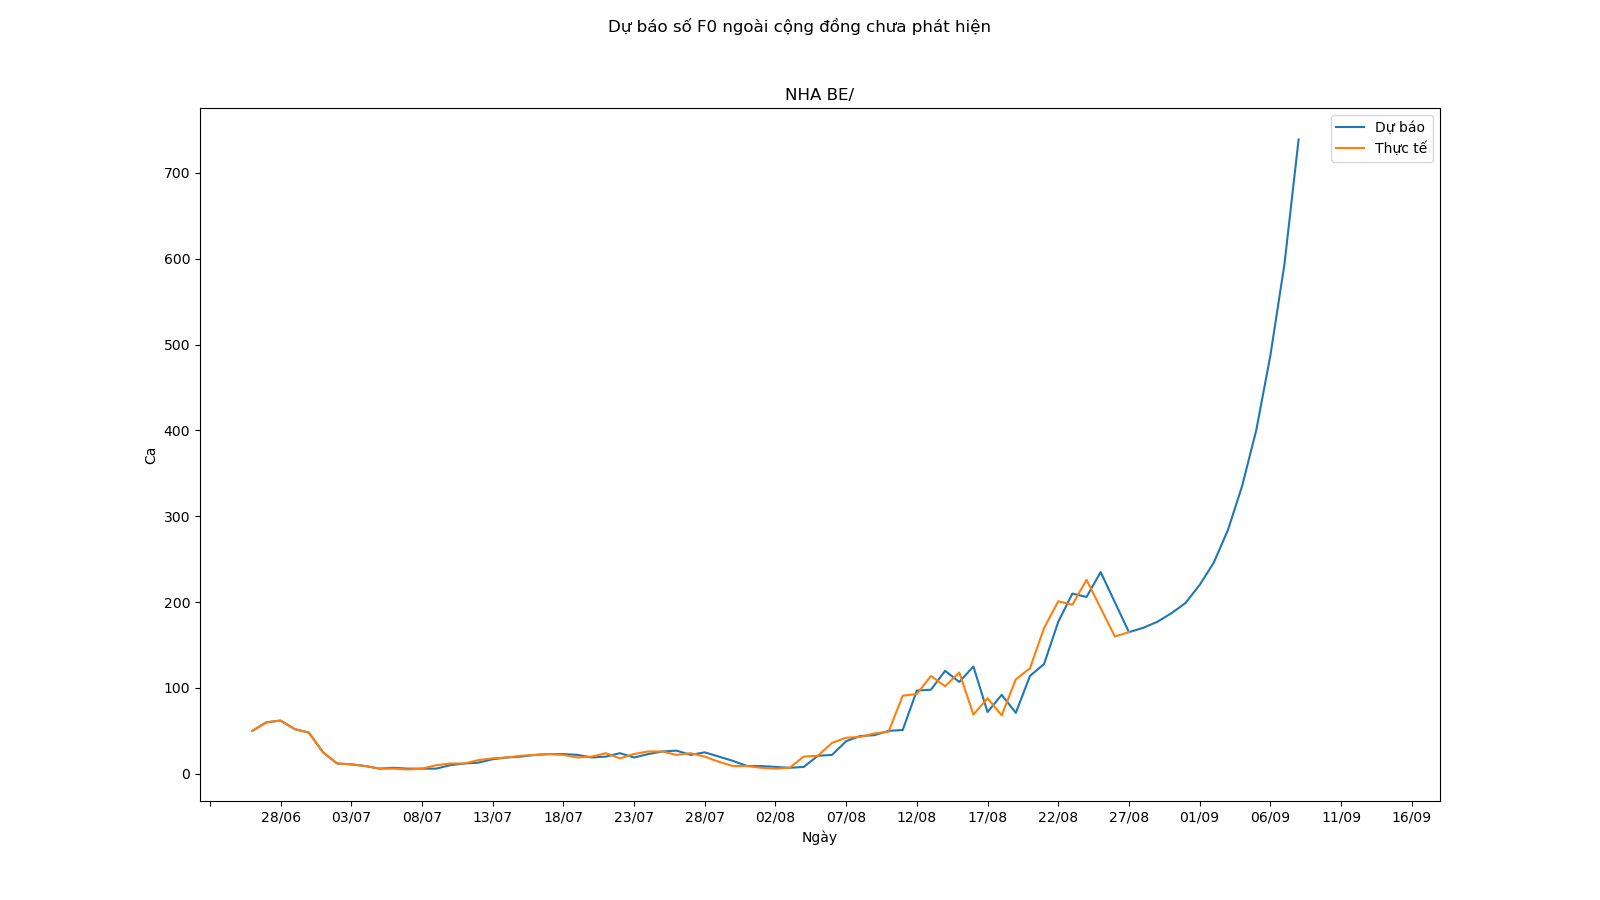 Dự báo số F0 ngoài cộng đồng chưa phát hiện
NHA BE/
Dự báo
Thực tế
700
600
500
400
300
200
100
0
Ca
28/06 03/07 08/07 13/07 18/07 23/07 28/07 02/08 07/08 12/08 17/08 22/08 27/08 01/09 06/09 11/09 16/09
Ngày